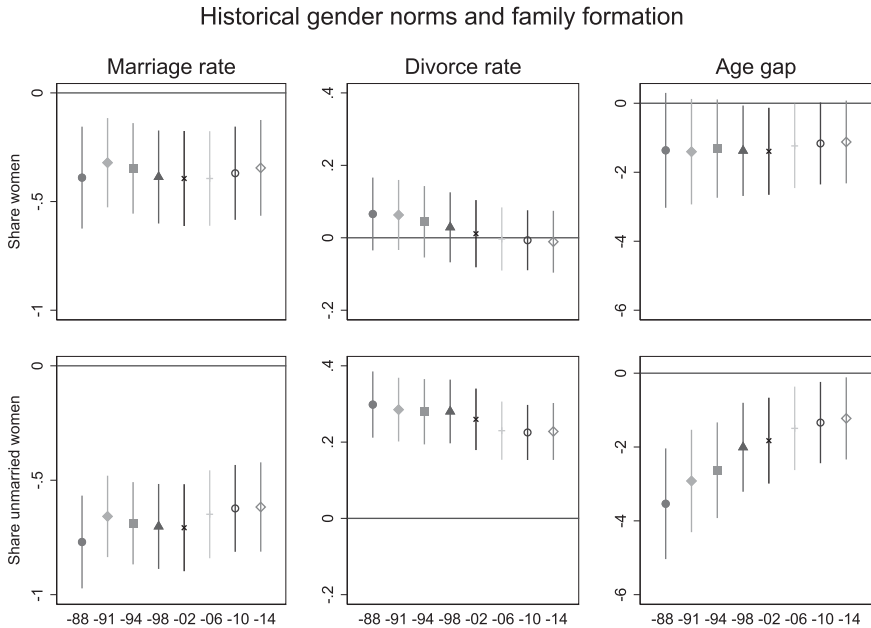 Historical gender norms and family formation
Marriage rate
Divorce rate
Age gap
Share women
0
-.5
-1
.4
.2
0
-.2
0
-2
-4
-6
Share unmarried women
0
-.5
-1
.4
.2
0
-.2
0
-2
-4
-6
-88 -91 -94 -98 -02 -06 -10 -14
-88 -91 -94 -98 -02 -06 -10 -14
-88 -91 -94 -98 -02 -06 -10 -14